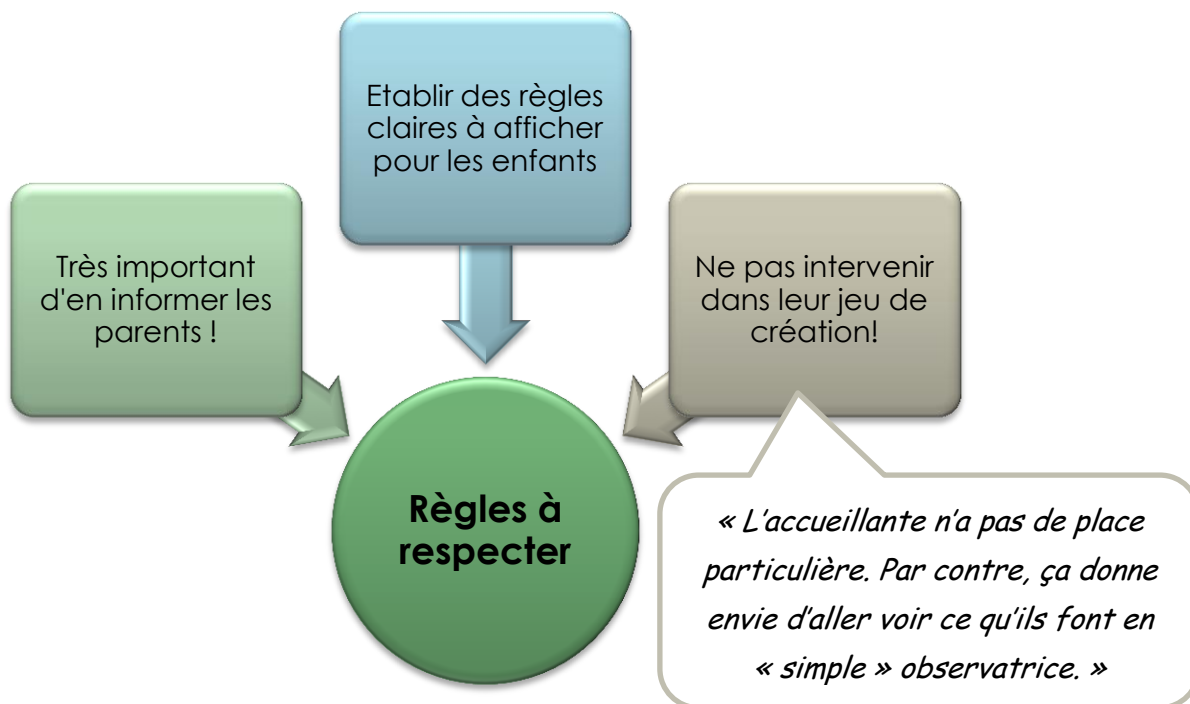 Etablir des règles
claires à afficher
pour les enfants
Très important
d'en informer les
parents !
Ne pas intervenir
dans leur jeu de
création!
Règles à
respecter
« L'accueillante n'a pas de place
particulière. Par contre, ça donne
envie d'aller voir ce qu'ils font en
« simple » observatrice. »